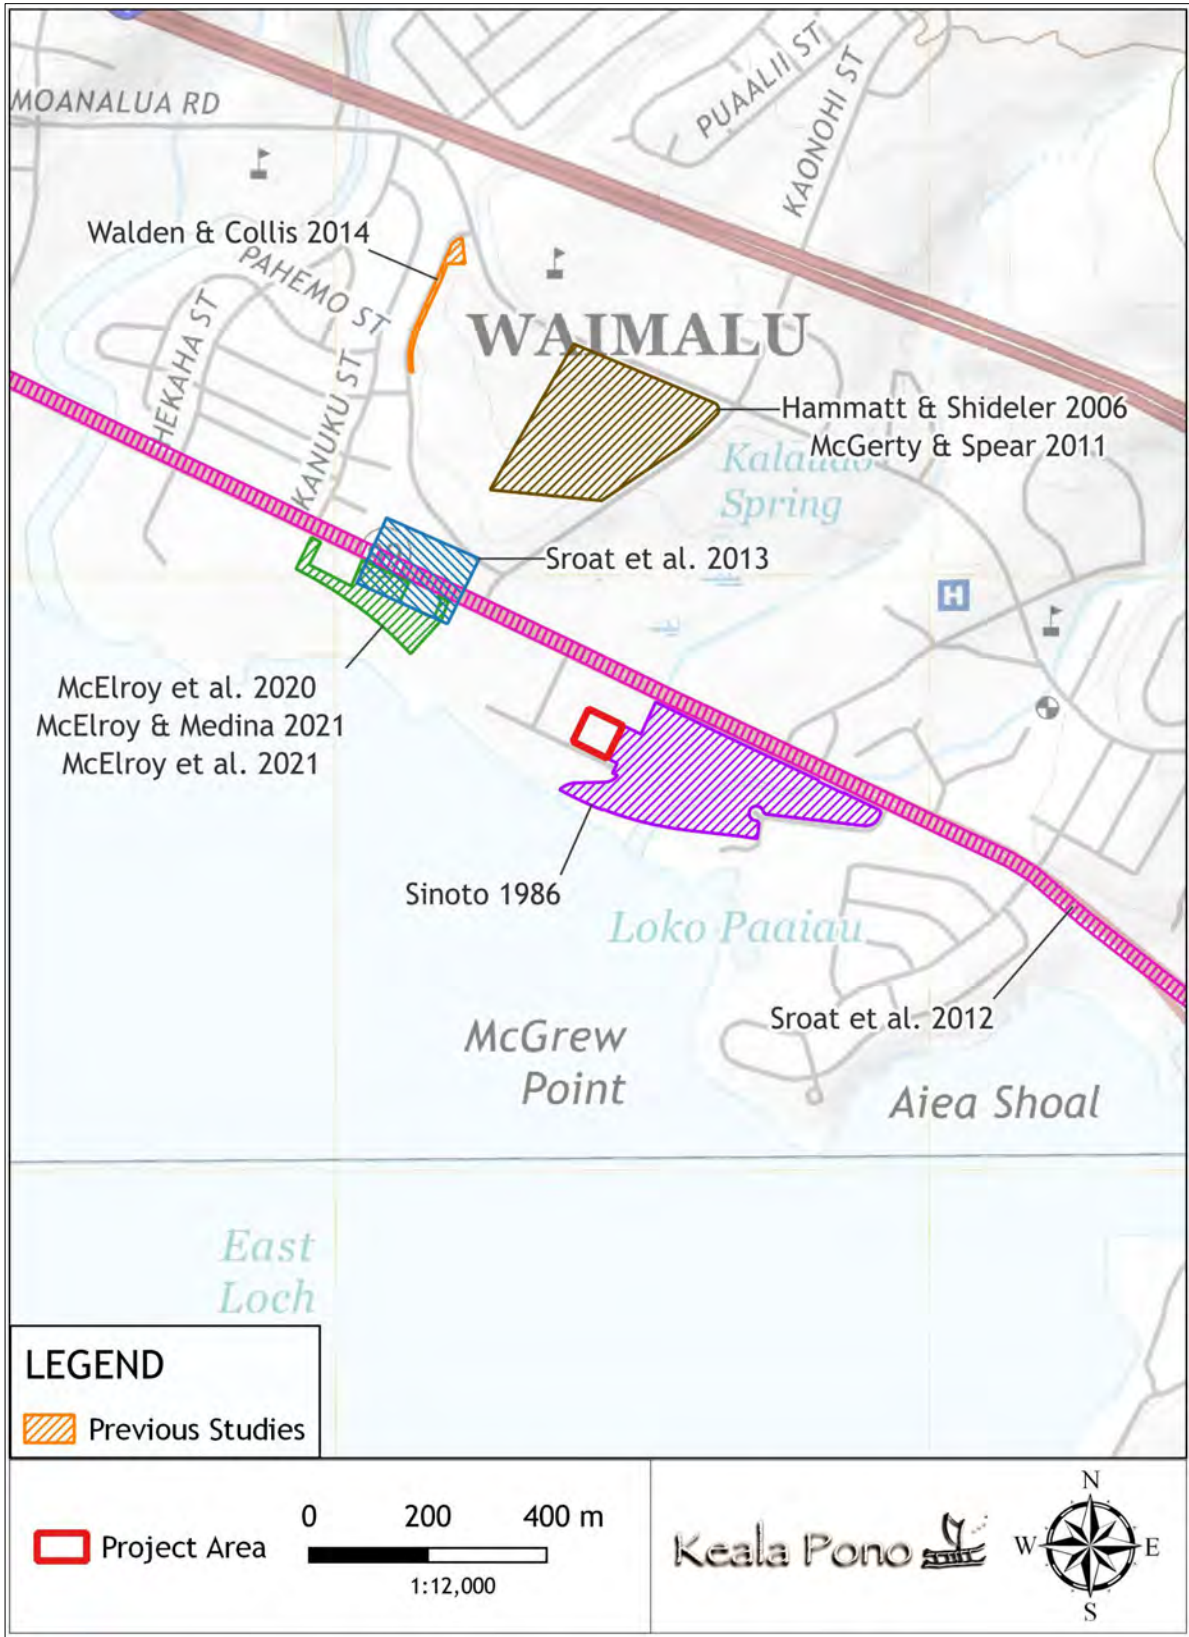 MOANALUA RD
PUAALII ST
KAONOHI ST
Walden & Collis 2014
PAHEMO ST
HEKAHA ST
KANUKU ST
WAIMALU
Hammatt & Shideler 2006
McGerty & Spear 2011
Spring
Sroat et al. 2013
H
McElroy et al. 2020
McElroy & Medina 2021
McElroy et al. 2021
Sinoto 1986
Loko Paaiau
Sroat et al. 2012
McGrew
Point
Aiea Shoal
East
Loch
LEGEND
Previous Studies
Project Area
0 200 400 m
1:12,000
Keala Pono
N
W E
S